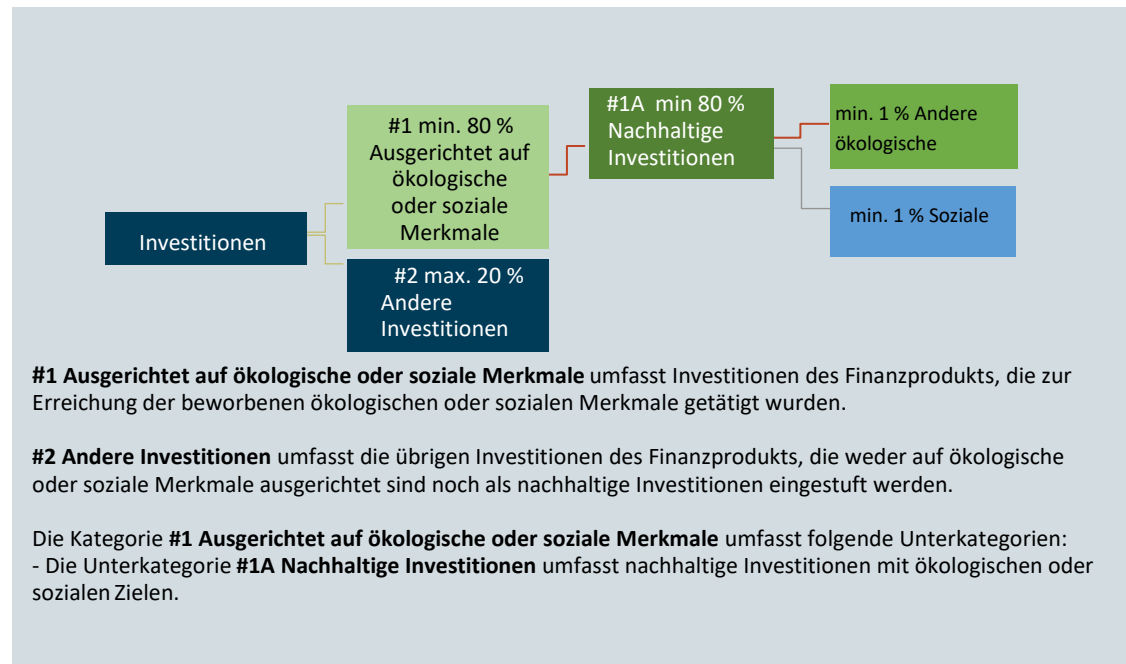 Investitionen
#1 min. 80 %
Ausgerichtet auf
ökologische
oder soziale
Merkmale
#2 max. 20 %
Andere
Investitionen
#1A min 80 %
Nachhaltige
Investitionen
min. 1 % Andere
ökologische
min. 1 % Soziale
#1 Ausgerichtet auf ökologische oder soziale Merkmale umfasst Investitionen des Finanzprodukts, die zur
Erreichung der beworbenen ökologischen oder sozialen Merkmale getätigt wurden.
#2 Andere Investitionen umfasst die übrigen Investitionen des Finanzprodukts, die weder auf ökologische
oder soziale Merkmale ausgerichtet sind noch als nachhaltige Investitionen eingestuft werden.
Die Kategorie #1 Ausgerichtet auf ökologische oder soziale Merkmale umfasst folgende Unterkategorien:
- Die Unterkategorie #1A Nachhaltige Investitionen umfasst nachhaltige Investitionen mit ökologischen oder
sozialen Zielen.